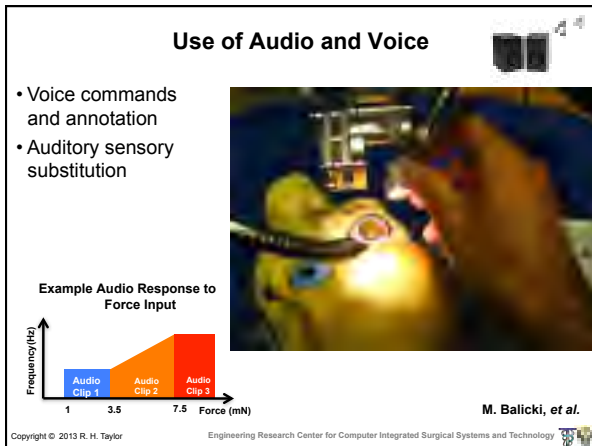 Use of Audio and Voice
• Voice commands
and annotation
• Auditory sensory
substitution
Example Audio Response to
Force Input
Frequency(Hz)
Audio
Clip 1
Audio
Clip 2
Audio
Clip 3
1 3.5 7.5 Force (mN)
M. Balicki, et al.
Copyright © 2013 R. H. Taylor
Engineering Research Center for Computer Integrated Surgical Systems and Technology